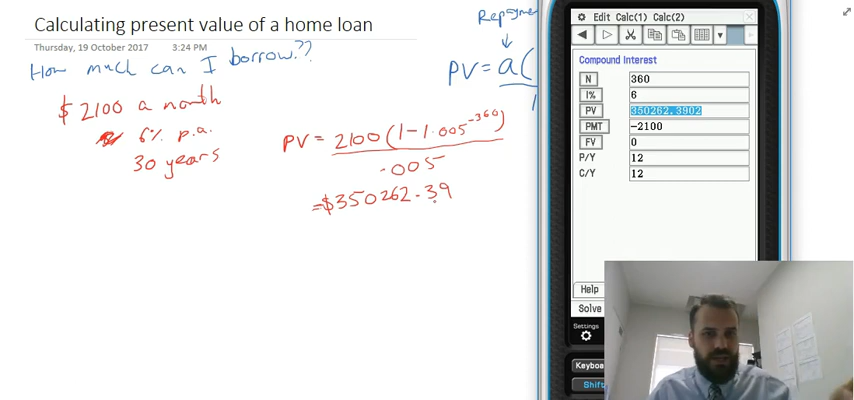 Calculating present value of a home loan
Thursday, 19 October 2017 3:24 PM
How much can I borrow??
$2100 a month
6% p.a.
30 years
PV = 2100(1-1.005^-360)
.005
=$350262.39
PV = a(
Edit Calc(1) Calc(2)
Compound Interest
N 360
I% 6
PV 350262.3902
PMT -2100
FV 0
P/Y 12
C/Y 12
Help
Solve
Settings
Keyboa
Shift